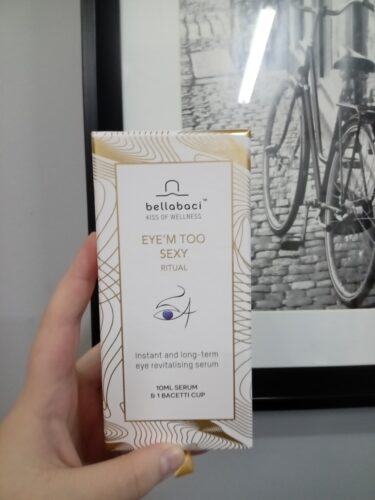 bellabaci™
KISS OF WELLNESS
EYE'M TOO
SEXY
RITUAL
Instant and long-term
eye revitalising serum
10ML SERUM
& 1 BACETTI CUP